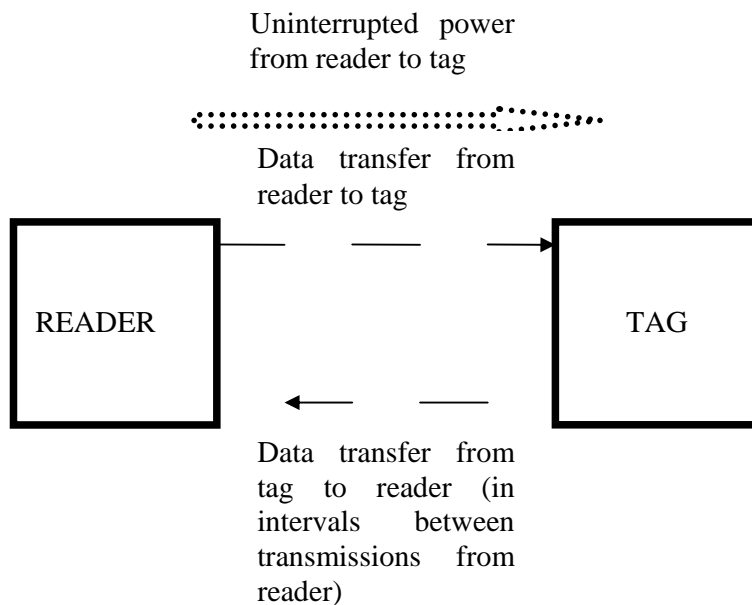 Uninterrupted power
from reader to tag
Data transfer from
reader to tag
READER
TAG
Data transfer from
tag to reader (in
intervals between
transmissions from
reader)